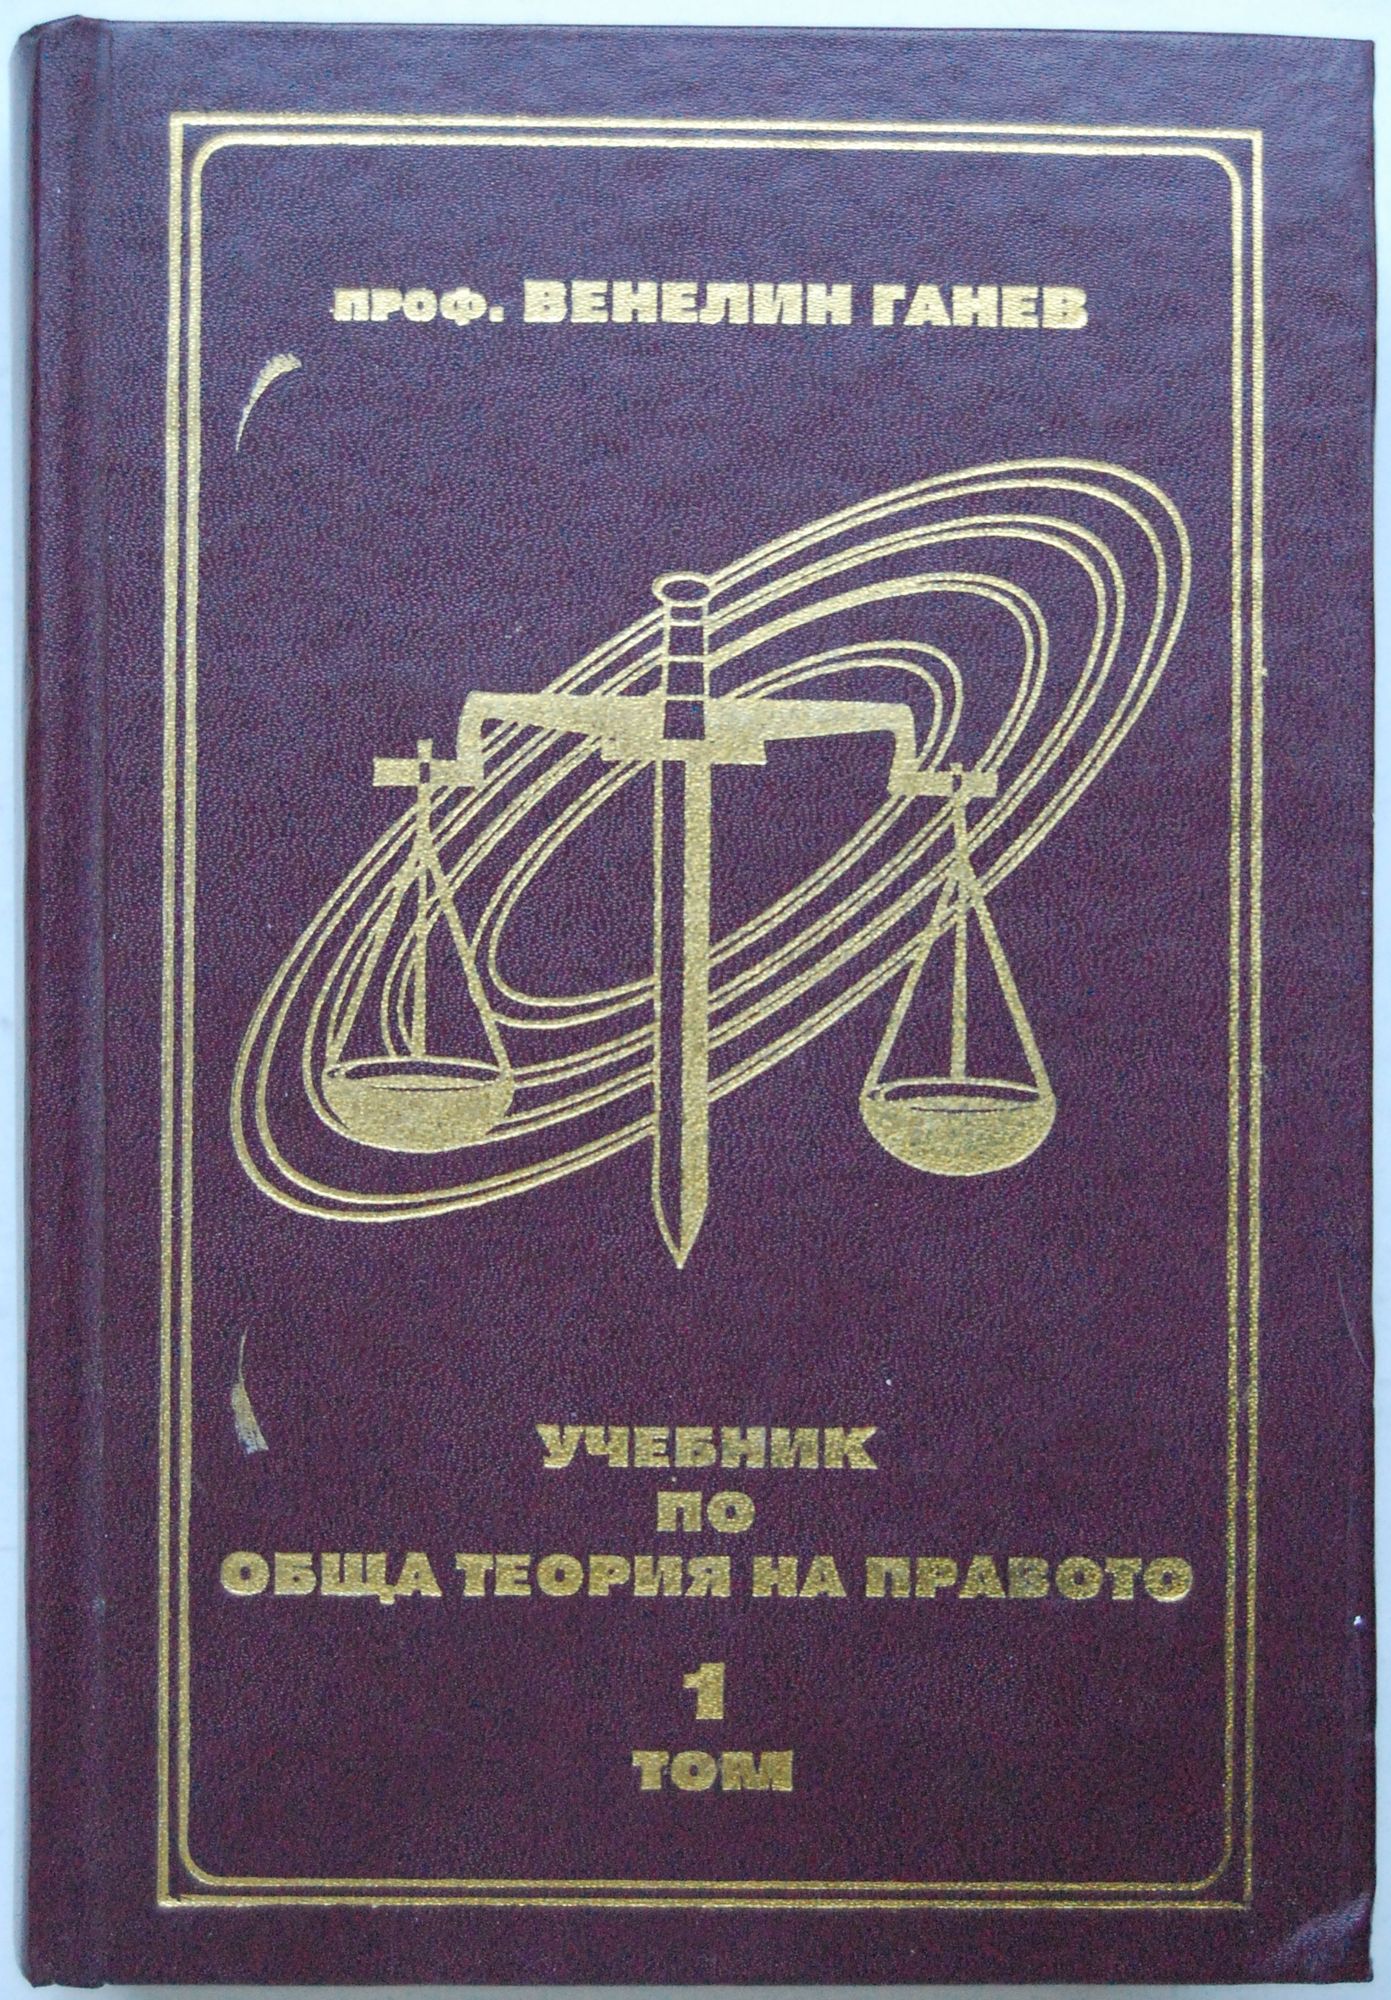 ПРОФ. ВЕНЕЛИН ГАНЕВ
УЧЕБНИК
ПО
ОБЩА ТЕОРИЯ НА ПРАВОТО
1
ТОМ